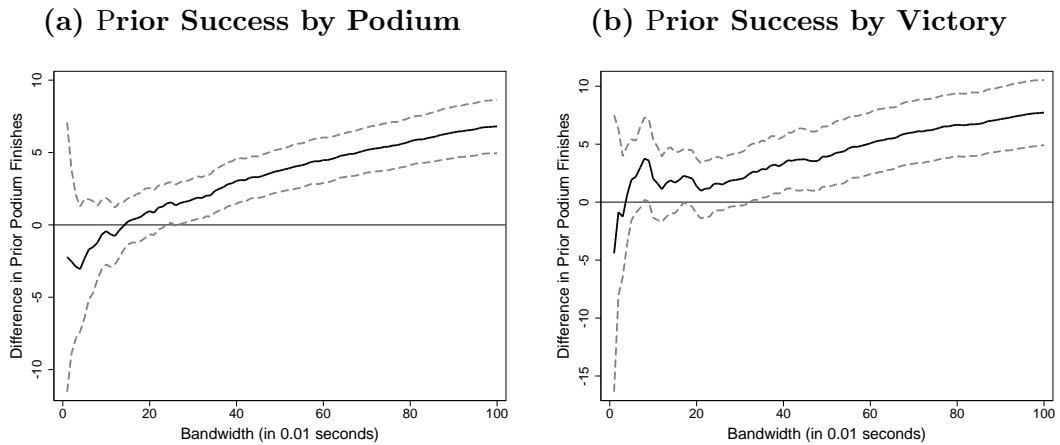 (a) Prior Success by Podium
(b) Prior Success by Victory
Difference in Prior Podium Finishes
10
5
0
-5
-10
0 20 40 60 80 100
Bandwidth (in 0.01 seconds)
Difference in Prior Podium Finishes
10
5
0
-5
-10
-15
0 20 40 60 80 100
Bandwidth (in 0.01 seconds)